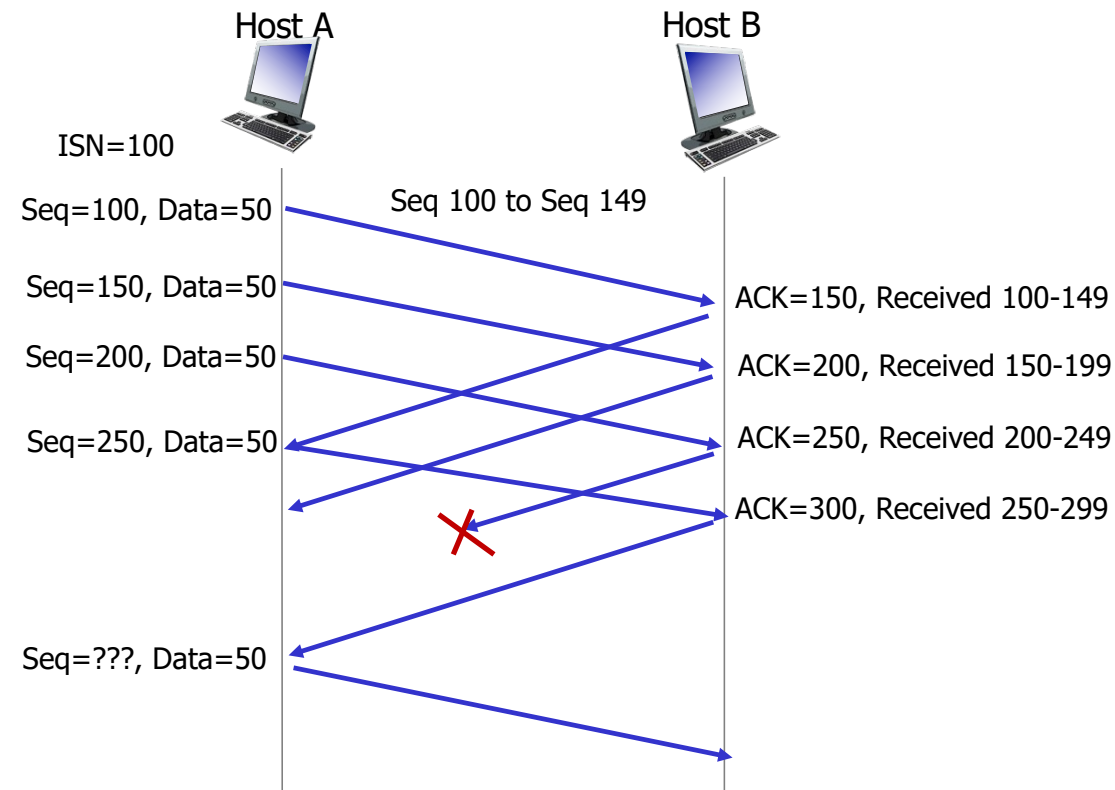 Host A
Host B
ISN=100
Seq=100, Data=50
Seq 100 to Seq 149
Seq=150, Data=50
ACK=150, Received 100-149
Seq=200, Data=50
ACK=200, Received 150-199
Seq=250, Data=50
ACK=250, Received 200-249
ACK=300, Received 250-299
Seq=???, Data=50